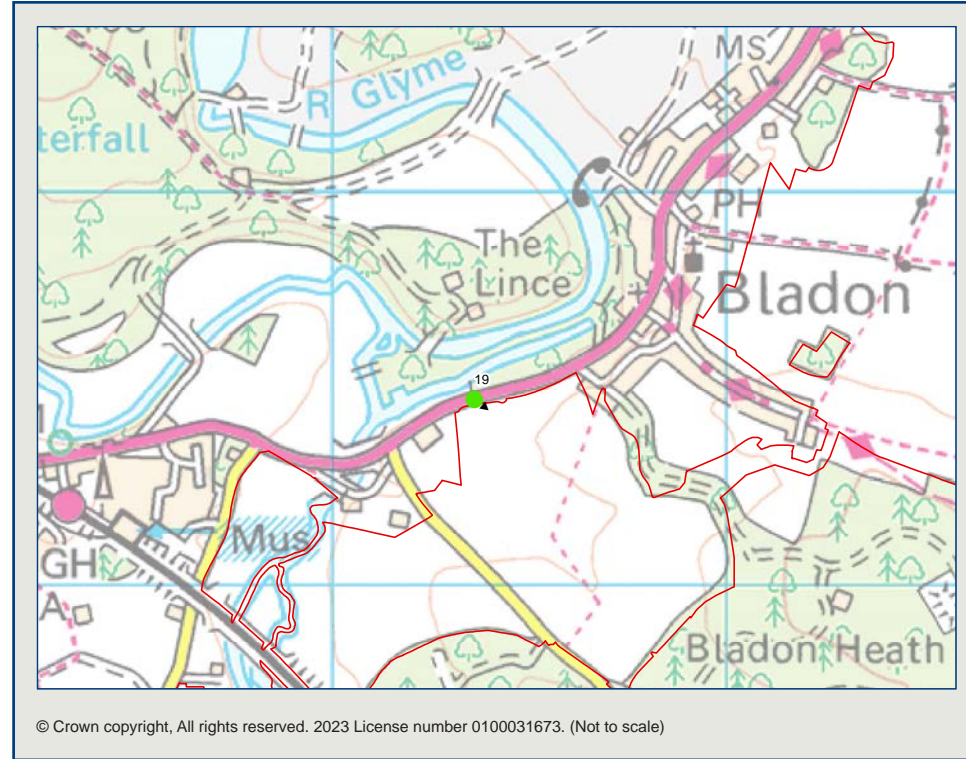 MS
R Glyme
terfall
PH
The
Lince
Bladon
19
Mus
GH
A
Bladon Heath
© Crown copyright, All rights reserved. 2023 License number 0100031673. (Not to scale)